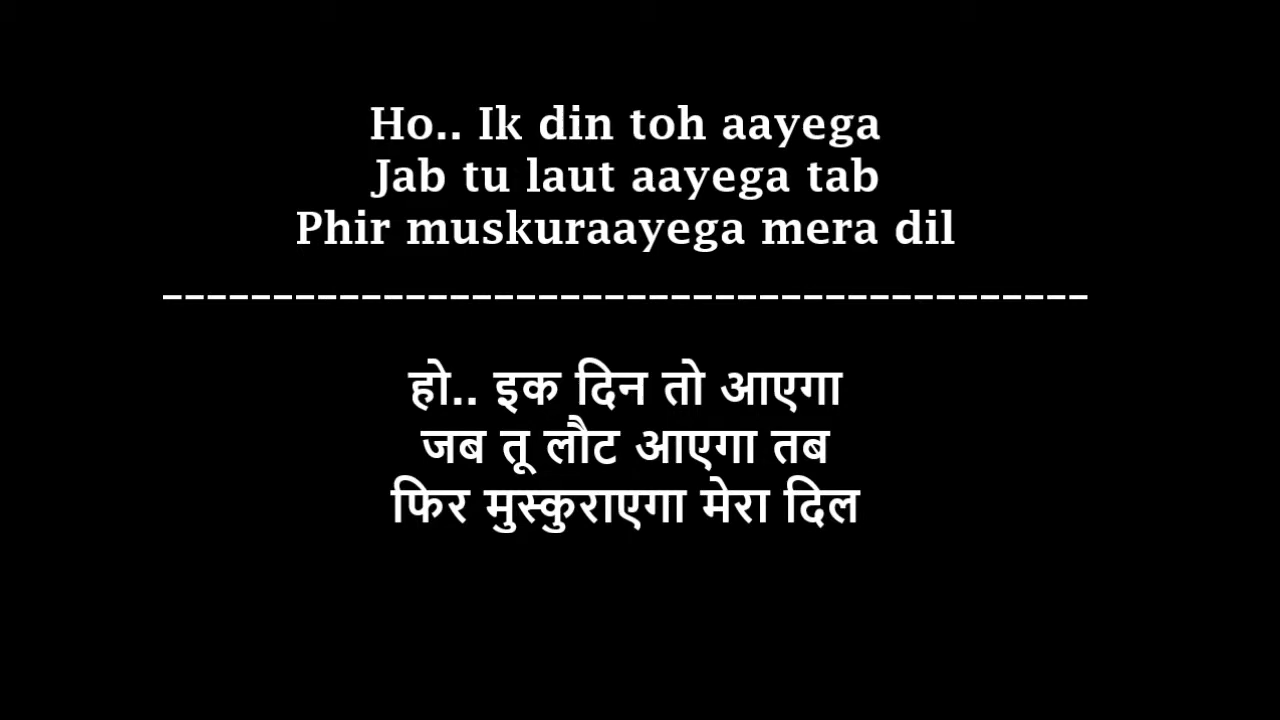 Ho.. Ik din toh aayega
Jab tu laut aayega tab
Phir muskuraayega mera dil
------------------------------------------
हो.. इक दिन तो आएगा
जब तू लौट आएगा तब
फिर मुस्कुराएगा मेरा दिल